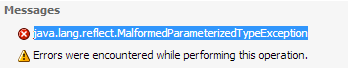 Messages
java.lang.reflect.MalformedParameterizedTypeException
Errors were encountered while performing this operation.